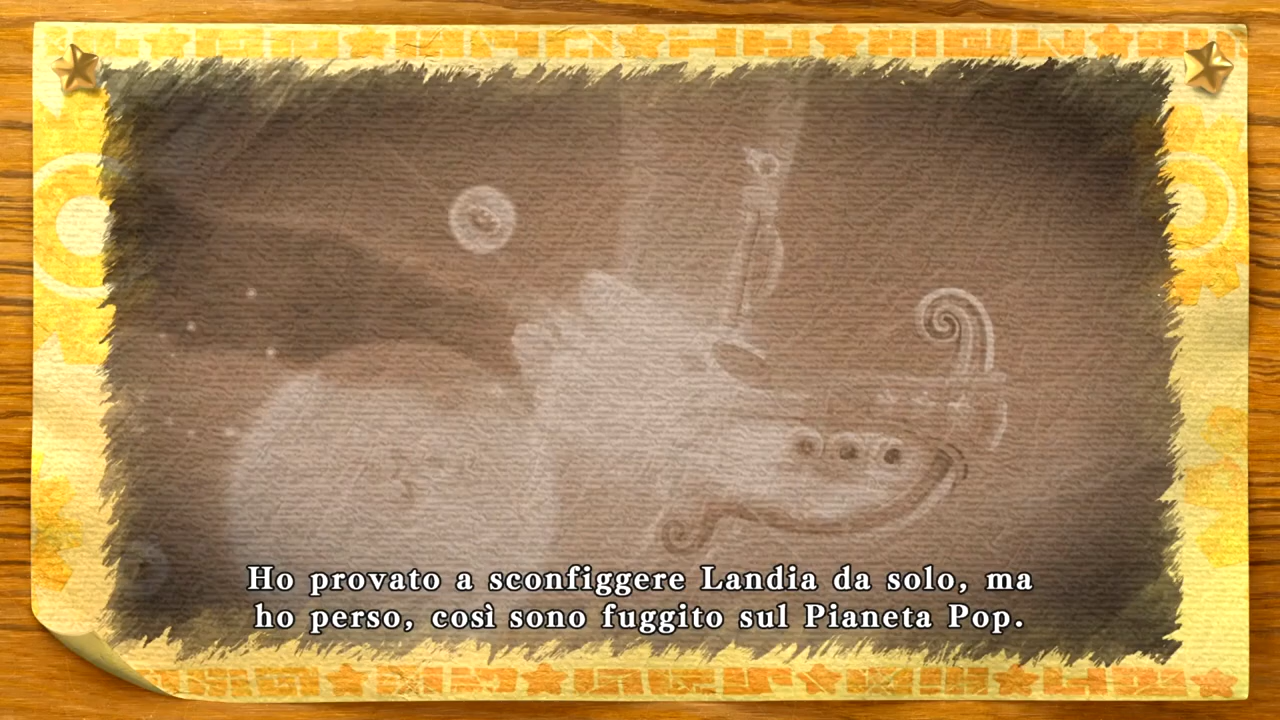 Ho provato a sconfiggere Landia da solo, ma
ho perso, così sono fuggito sul Pianeta Pop.